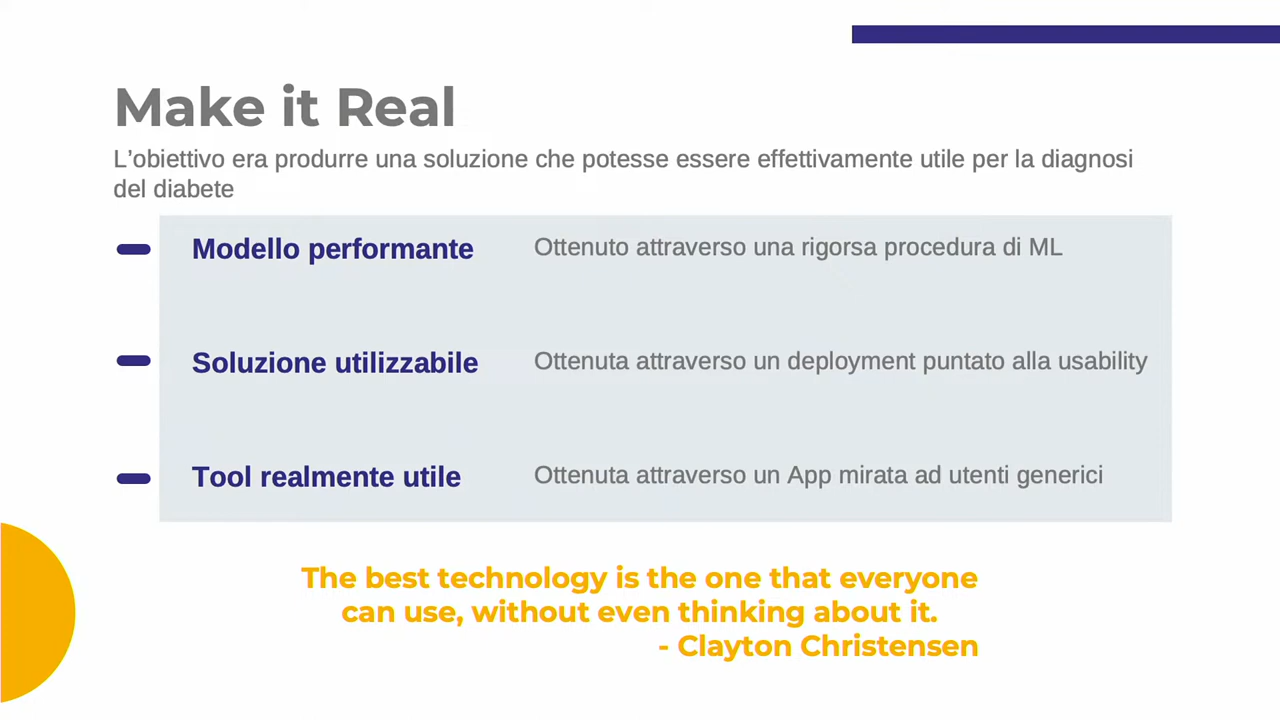 Make it Real
L’obiettivo era produrre una soluzione che potesse essere effettivamente utile per la diagnosi
del diabete
Modello performante Ottenuto attraverso una rigorsa procedura di ML
Soluzione utilizzabile Ottenuta attraverso un deployment puntato alla usability
Tool realmente utile Ottenuta attraverso un App mirata ad utenti generici
The best technology is the one that everyone
can use, without even thinking about it.
- Clayton Christensen